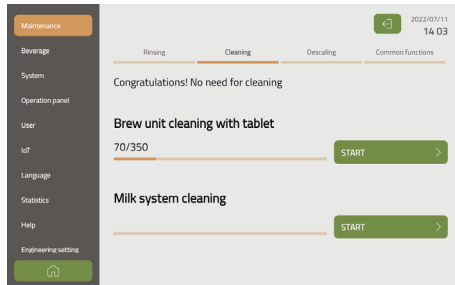 Maintenance
Beverage
System
Operation panel
User
IoT
Language
Statistics
Help
Engineering setting
2022/07/11
14 03
Rinsing
Cleaning
Descaling
Common functions
Congratulations! No need for cleaning
Brew unit cleaning with tablet
70/350
START
Milk system cleaning
START